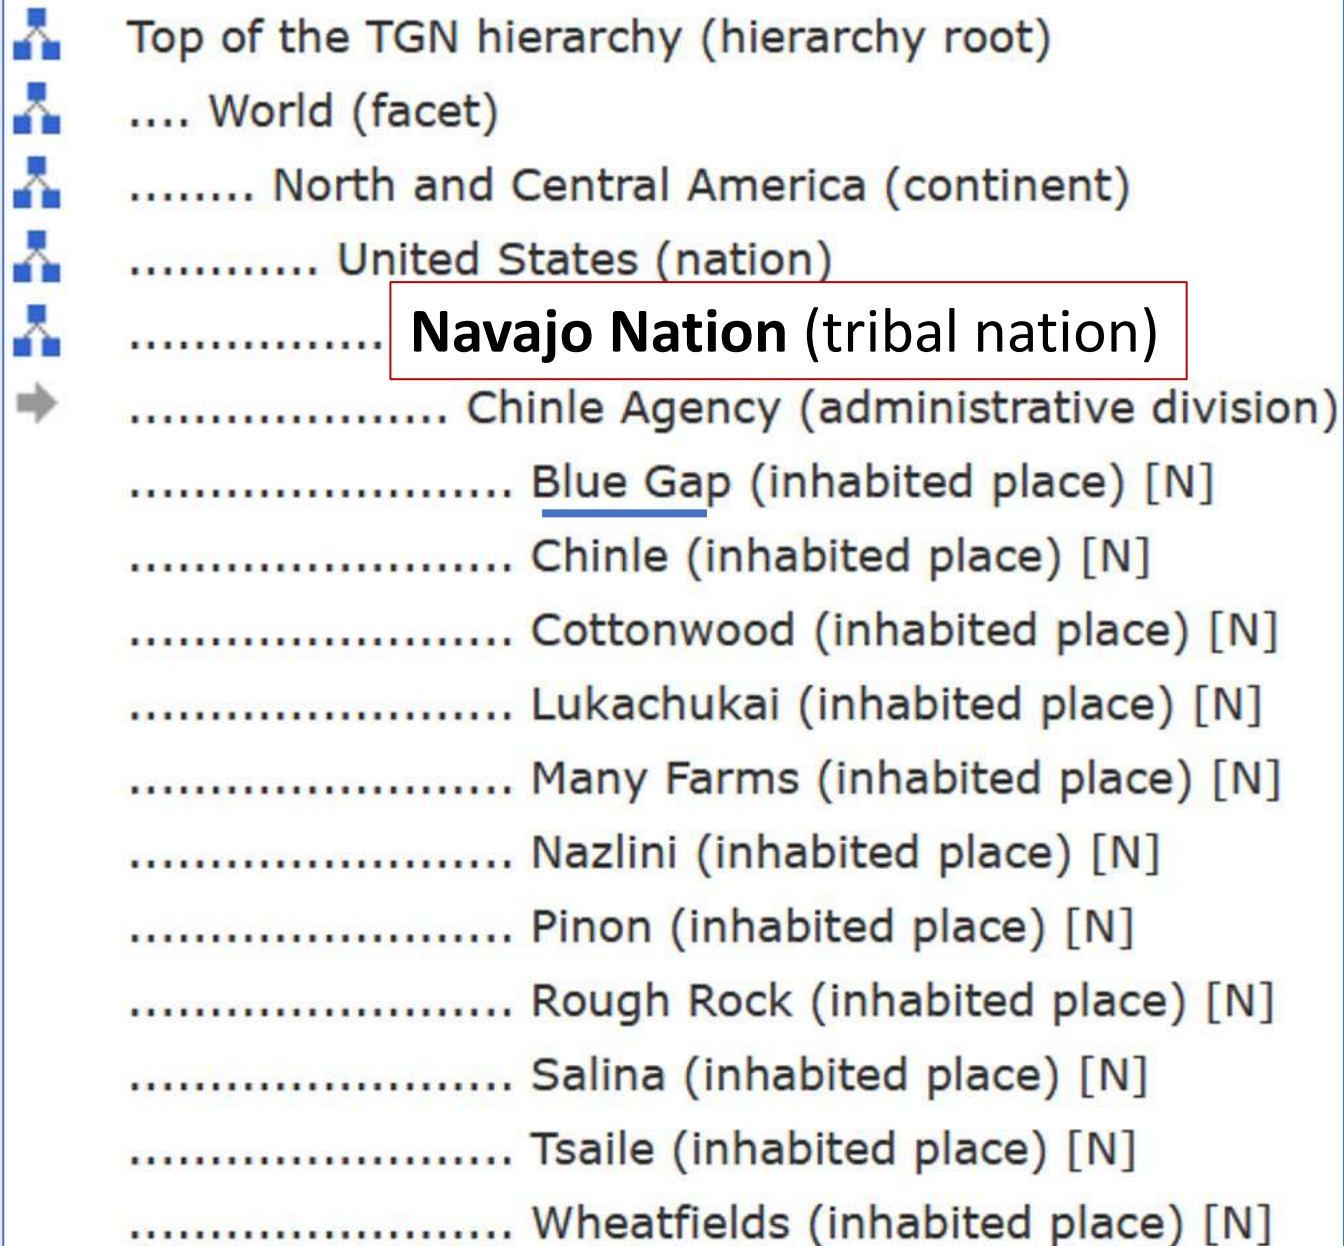 Top of the TGN hierarchy (hierarchy root)
.... World (facet)
........ North and Central America (continent)
............ United States (nation)
................ Navajo Nation (tribal nation)
.................... Chinle Agency (administrative division)
........................ Blue Gap (inhabited place) [N]
........................ Chinle (inhabited place) [N]
........................ Cottonwood (inhabited place) [N]
........................ Lukachukai (inhabited place) [N]
........................ Many Farms (inhabited place) [N]
........................ Nazlini (inhabited place) [N]
........................ Pinon (inhabited place) [N]
........................ Rough Rock (inhabited place) [N]
........................ Salina (inhabited place) [N]
........................ Tsaile (inhabited place) [N]
........................ Wheatfields (inhabited place) [N]